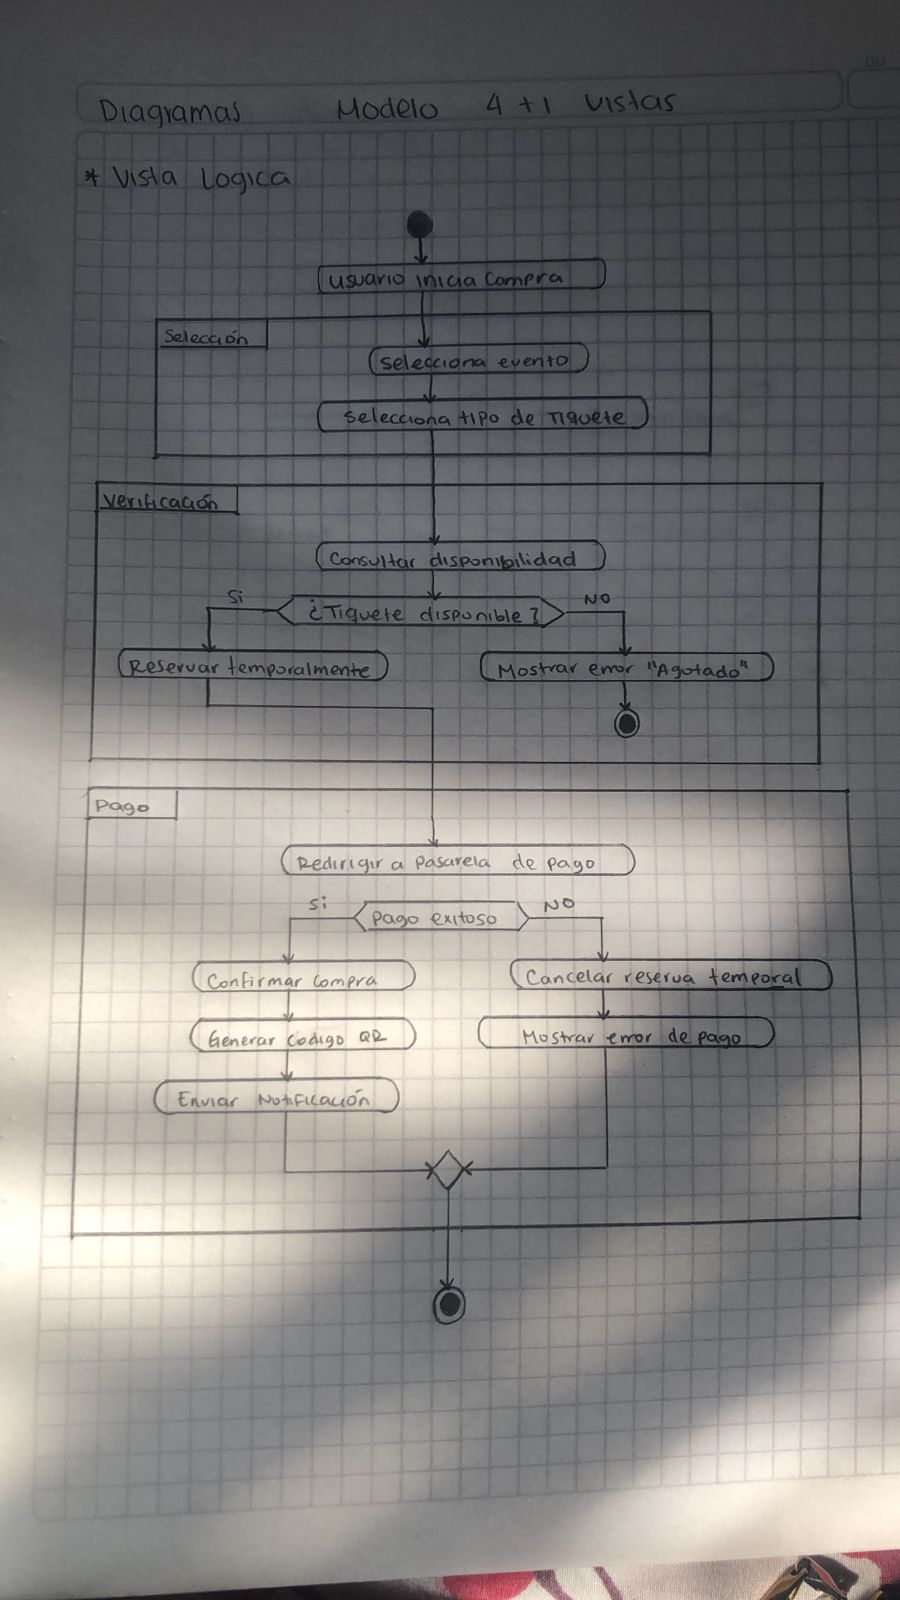 Diagramas Modelo 4+1 vistas
* Vista Logica
Usuario inicia compra
Selección
Selecciona evento
Selecciona tipo de Tiquete
Verificación
Consultar disponibilidad
Si ¿Tiquete disponible? NO
Reservar temporalmente Mostrar error "Agotado"
Pago
Redirigir a pasarela de pago
Si pago exitoso NO
Confirmar compra Cancelar reserva temporal
Generar codigo QR Mostrar error de pago
Enviar Notificación